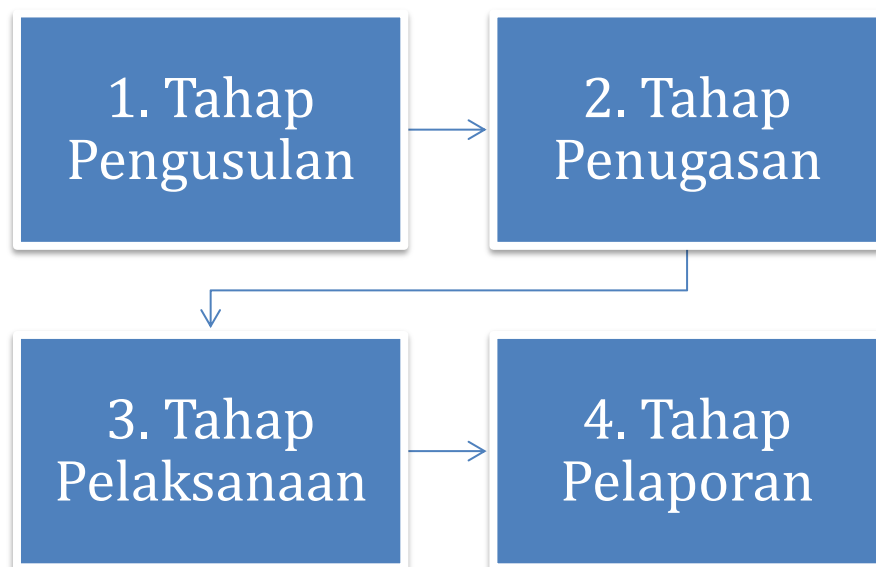 1. Tahap
Pengusulan
2. Tahap
Penugasan
3. Tahap
Pelaksanaan
4. Tahap
Pelaporan